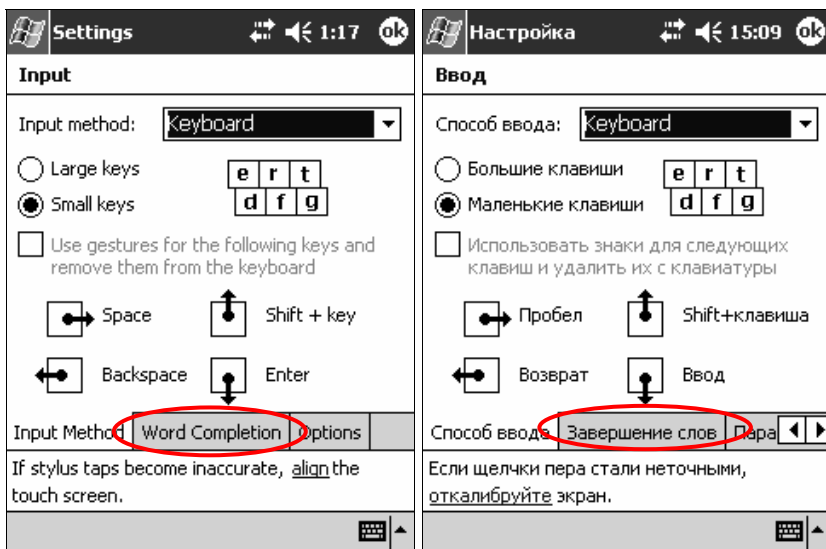 Settings 1:17 ok
Input
Input method: Keyboard
Large keys
Small keys
e r t
d f g
Use gestures for the following keys and
remove them from the keyboard
Space Shift + key
Backspace Enter
Input Method Word Completion Options
If stylus taps become inaccurate, align the
touch screen.
Настройка 15:09 ok
Ввод
Способ ввода: Keyboard
Большие клавиши
Маленькие клавиши
e r t
d f g
Использовать знаки для следующих
клавиш и удалить их с клавиатуры
Пробел Shift+клавиша
Возврат Ввод
Способ ввода Завершение слов Пара
Если щелчки пера стали неточными,
откалибруйте экран.